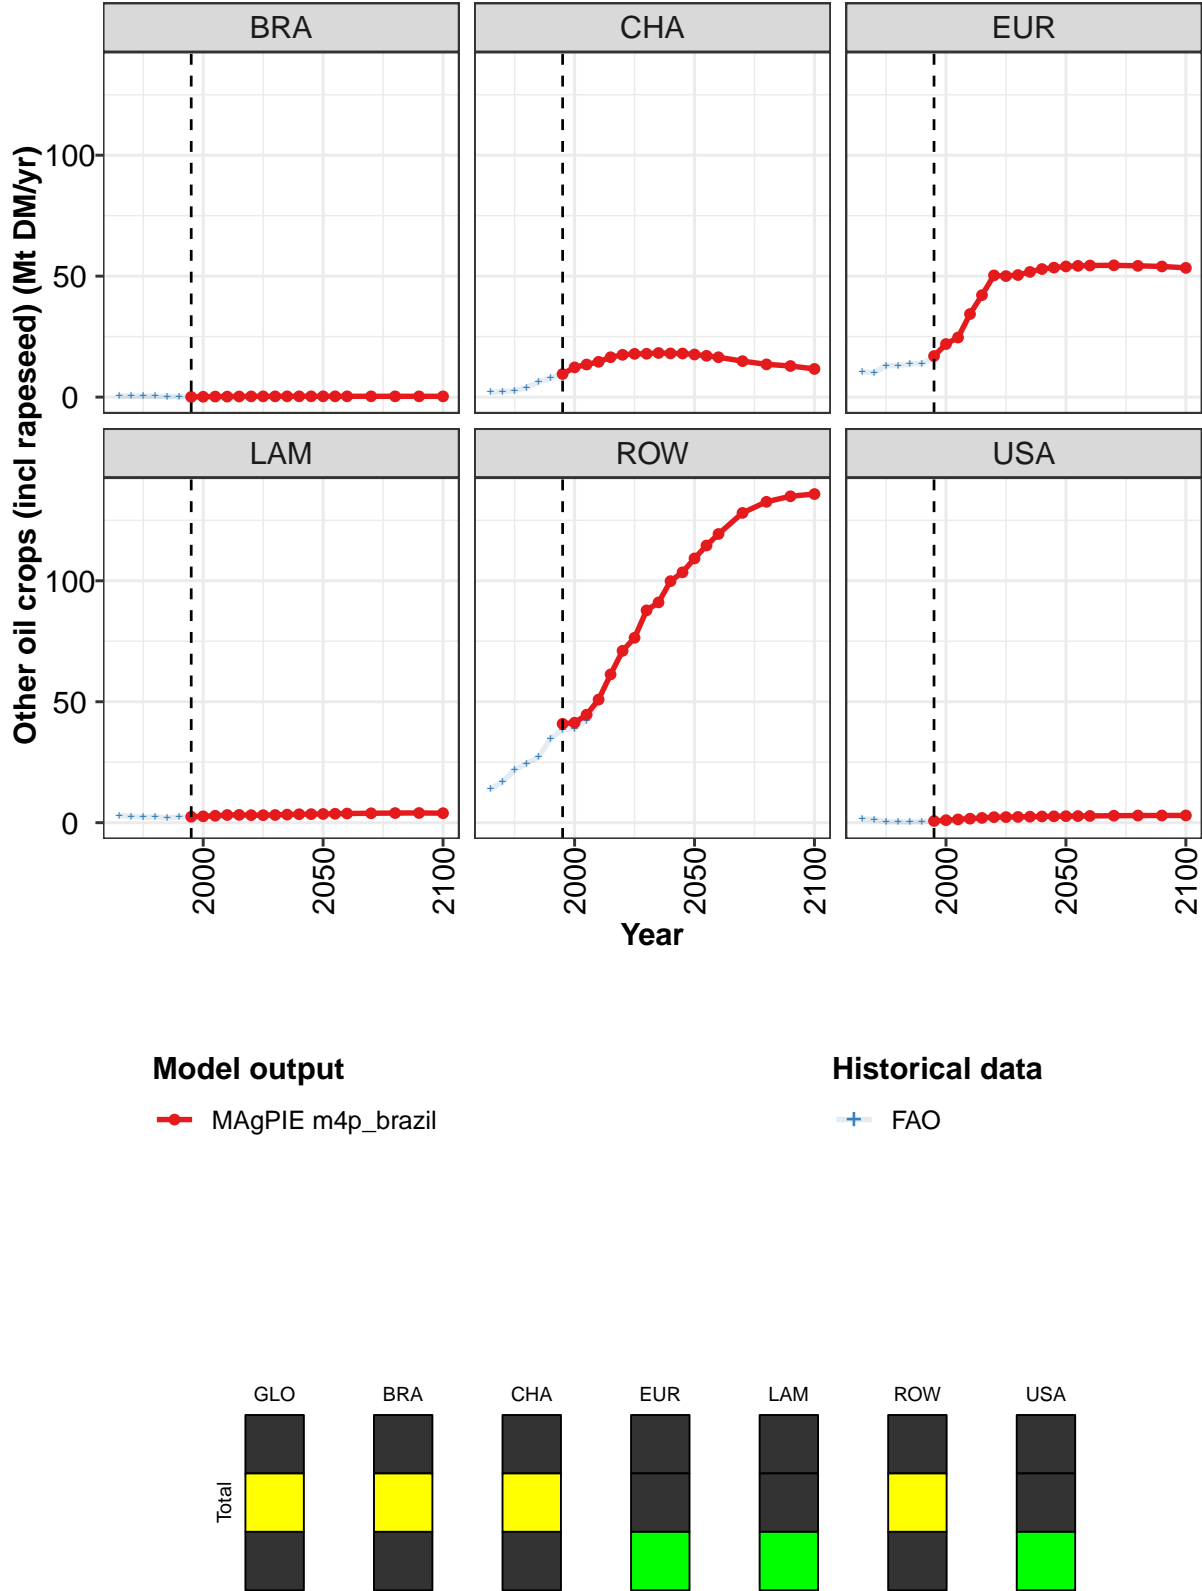 BRA CHA EUR
100
50
0
LAM ROW USA
100
50
0
Other oil crops (incl rapeseed) (Mt DM/yr)
2000 2050 2100 2000 2050 2100 2000 2050 2100
Year
Model output Historical data
MAgPIE m4p_brazil FAO
GLO BRA CHA EUR LAM ROW USA
Total